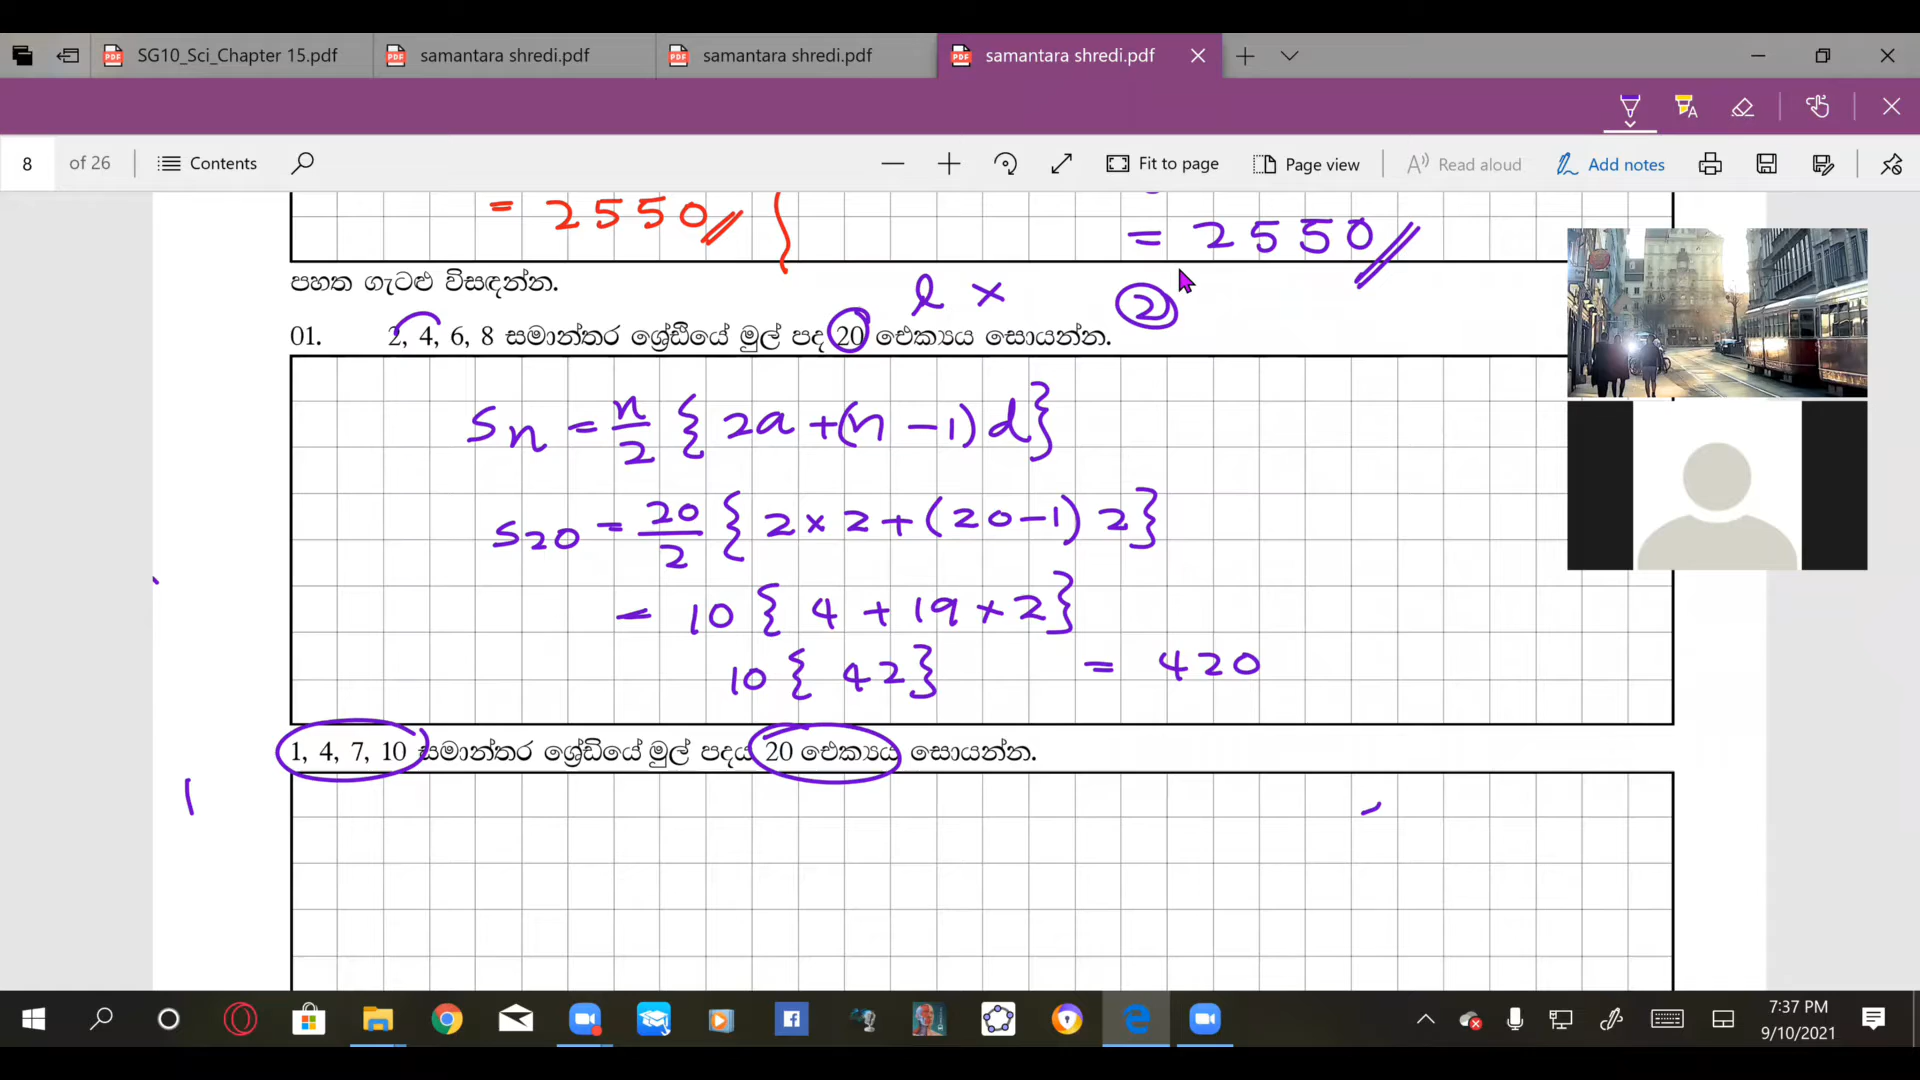 SG10_Sci_Chapter 15.pdf
samantara shredi.pdf
samantara shredi.pdf
samantara shredi.pdf
8 of 26
Contents
Fit to page
Page view
Read aloud
Add notes
= 2550
= 2550
පහත ගැටළු විසඳන්න.
l ×
2
01. 2, 4, 6, 8 සමාන්තර ශ්‍රේඪියේ මුල් පද 20 ඓක්‍යය සොයන්න.
Sn = n/2 { 2a + (n - 1) d }
S20 = 20/2 { 2 × 2 + (20 - 1) 2 }
= 10 { 4 + 19 × 2 }
10 { 42 } = 420
1, 4, 7, 10 සමාන්තර ශ්‍රේඪියේ මුල් පදය 20 ඓක්‍යය සොයන්න.
7:37 PM
9/10/2021